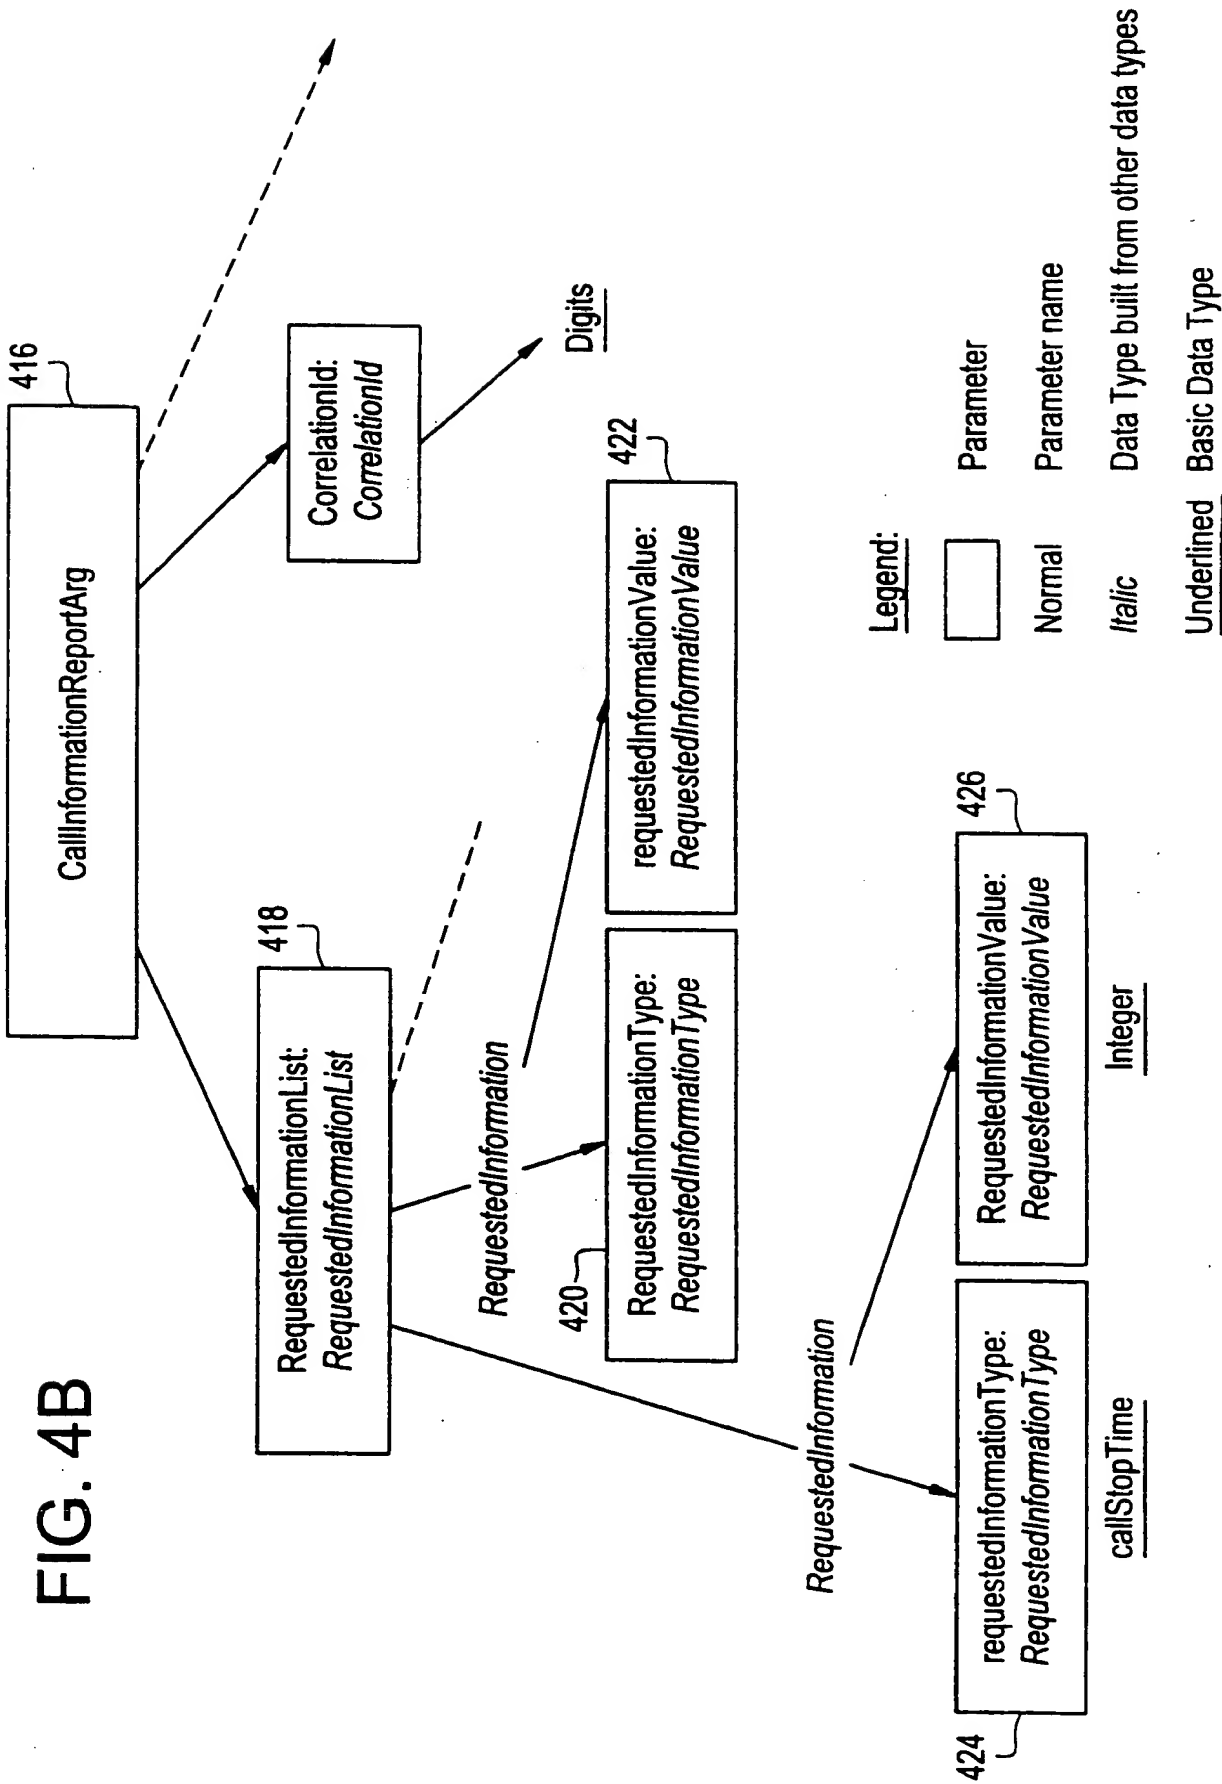 FIG. 4B
416
CallInformationReportArg
418
RequestedInformationList:
RequestedInformationList
CorrelationId:
CorrelationId
Digits
RequestedInformation
420
RequestedInformationType:
RequestedInformationType
422
requestedInformationValue:
RequestedInformationValue
RequestedInformation
424
requestedInformationType:
RequestedInformationType
callStopTime
426
RequestedInformationValue:
RequestedInformationValue
Integer
Legend:
Parameter
Normal Parameter name
Italic Data Type built from other data types
Underlined Basic Data Type